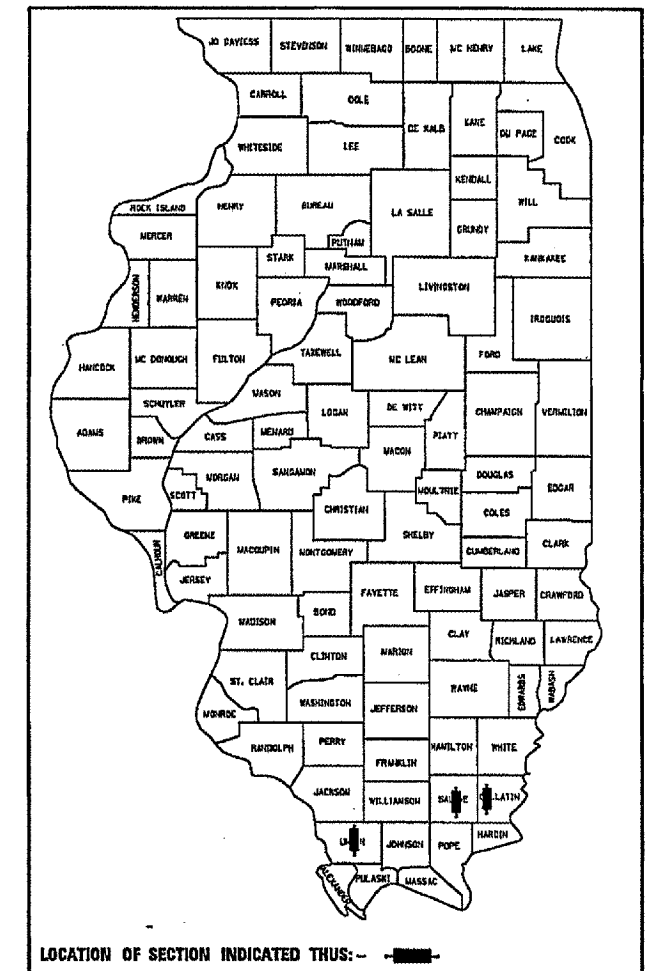 JO DAVIESS STEVENSON WINNEBAGO BOONE MC HENRY LAKE
CARROLL OGLE DE KALB KANE DU PAGE COOK
WHITESIDE LEE
KENDALL
ROCK ISLAND HENRY BUREAU LA SALLE WILL
MERCER PUTNAM GRUNDY
STARK MARSHALL KANKAKEE
HENDERSON WARREN KNOX PEORIA WOODFORD LIVINGSTON IROQUOIS
HANCOCK MC DONOUGH FULTON TAZEWELL MC LEAN FORD
SCHUYLER MASON LOGAN DE WITT CHAMPAIGN VERMILION
ADAMS BROWN CASS MENARD MACON PIATT
PIKE SCOTT MORGAN SANGAMON MOULTRIE DOUGLAS EDGAR
CHRISTIAN COLES
CALHOUN GREENE MACOUPIN MONTGOMERY SHELBY CUMBERLAND CLARK
JERSEY FAYETTE EFFINGHAM JASPER CRAWFORD
MADISON BOND
CLINTON MARION CLAY RICHLAND LAWRENCE
ST. CLAIR WAYNE EDWARDS WABASH
MONROE WASHINGTON JEFFERSON
RANDOLPH PERRY FRANKLIN HAMILTON WHITE
JACKSON WILLIAMSON
JOHNSON POPE HARDIN
ALEXANDER PULASKI MASSAC
LOCATION OF SECTION INDICATED THUS:-